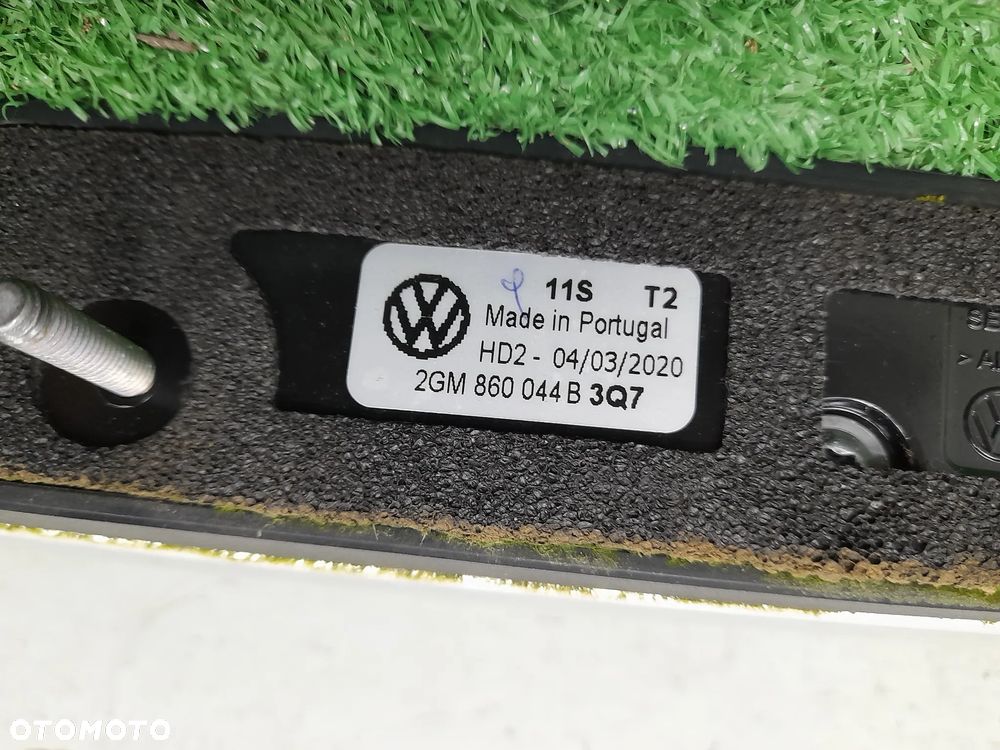 11S T2
Made in Portugal
HD2 - 04/03/2020
2GM 860 044 B 3Q7
OTOMOTO